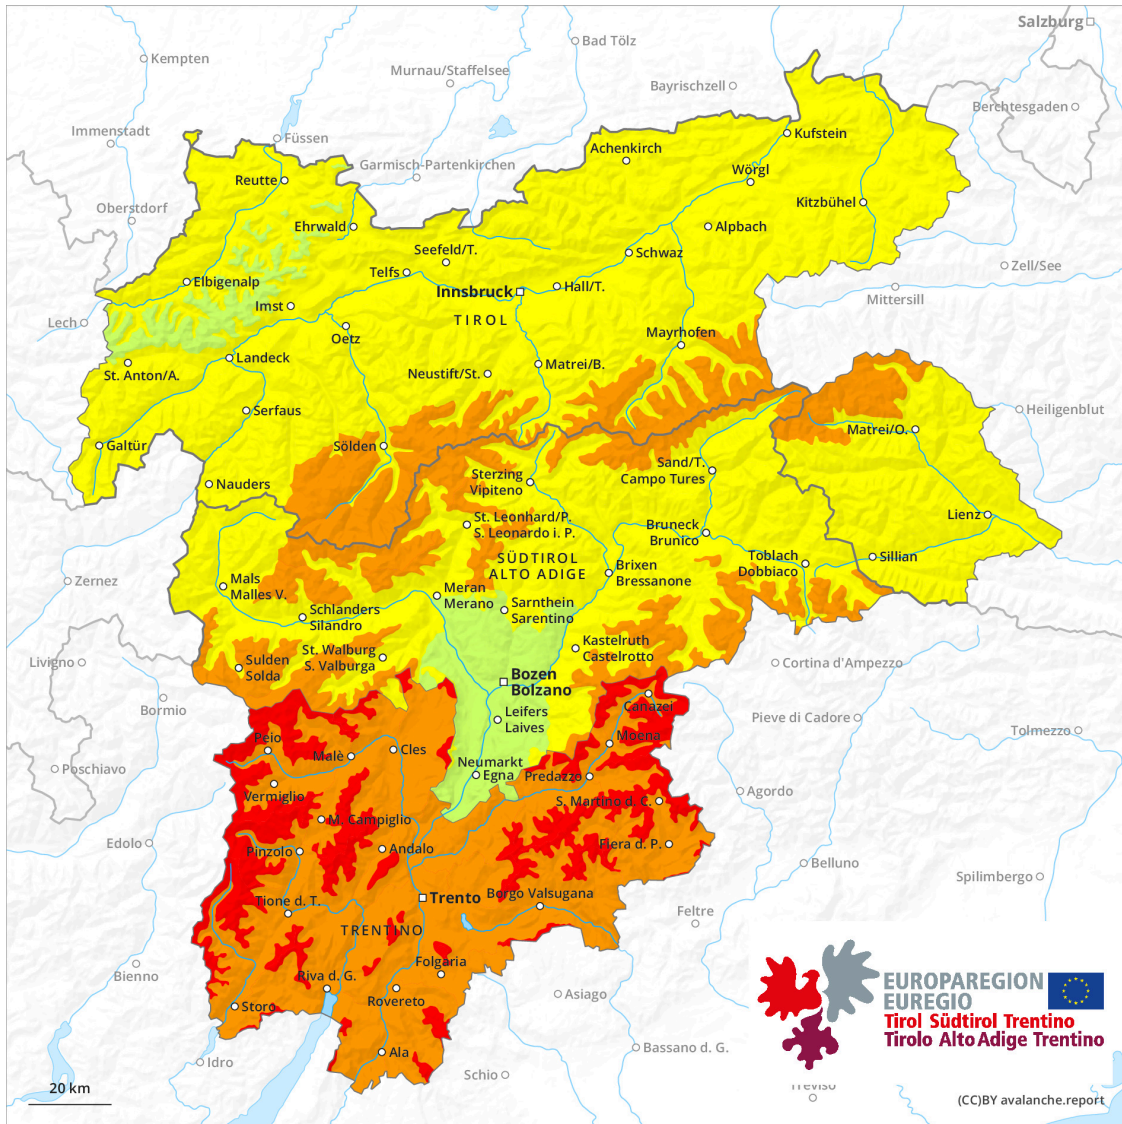 Salzburg
Bad Tölz
Kempten
Murnau/Staffelsee
Bayrischzell
Berchtesgaden
Immenstadt
Füssen
Kufstein
Achenkirch
Garmisch-Partenkirchen
Wörgl
Reutte
Kitzbühel
Oberstdorf
Ehrwald
Alpbach
Seefeld/T.
Schwaz
Zell/See
Telfs
Elbigenalp
Hall/T.
Innsbruck
Mittersill
Imst
TIROL
Lech
Oetz
Mayrhofen
Landeck
Matrei/B.
St. Anton/A.
Neustift/St.
Serfaus
Heiligenblut
Matrei/O.
Galtür
Sölden
Sand/T.
Campo Tures
Sterzing
Vipiteno
Nauders
Lienz
St. Leonhard/P.
S. Leonardo i. P.
Bruneck
Brunico
SÜDTIROL
ALTO ADIGE
Toblach
Dobbiaco
Sillian
Zernez
Mals
Malles V.
Brixen
Bressanone
Meran
Merano
Sarnthein
Sarentino
Schlanders
Silandro
Kastelruth
Castelrotto
St. Walburg
S. Valburga
Livigno
Sulden
Solda
Cortina d'Ampezzo
Bozen
Bolzano
Bormio
Canazei
Leifers
Laives
Pieve di Cadore
Tolmezzo
Peio
Moena
Malè
Cles
Neumarkt
Egna
Poschiavo
Predazzo
Vermiglio
Agordo
S. Martino d. C.
M. Campiglio
Edolo
Pinzolo
Andalo
Fiera d. P.
Belluno
Spilimbergo
Tione d. T.
Trento
Borgo Valsugana
Feltre
TRENTINO
Bienno
Riva d. G.
Folgaria
Storo
Rovereto
Asiago
Ala
Bassano d. G.
Idro
Schio
Treviso
EUROPAREGION
EUREGIO
Tirol Südtirol Trentino
Tirolo Alto Adige Trentino
20 km
(CC)BY avalanche.report